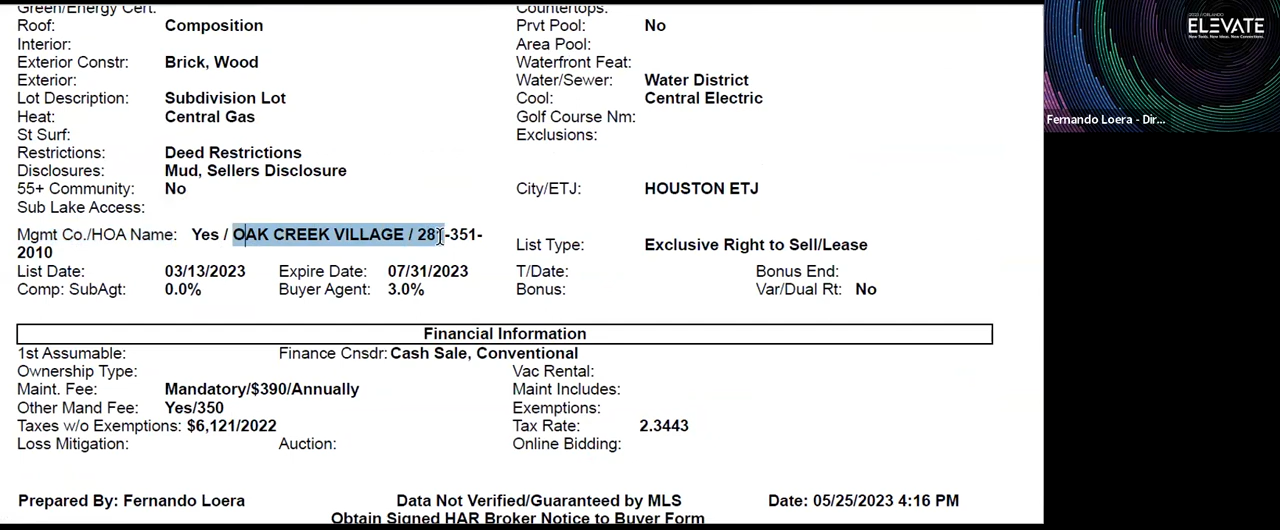 Green/Energy Cert: Countertops:
Roof: Composition Prvt Pool: No
Interior: Area Pool:
Exterior Constr: Brick, Wood Waterfront Feat:
Exterior: Water/Sewer: Water District
Lot Description: Subdivision Lot Cool: Central Electric
Heat: Central Gas Golf Course Nm:
St Surf: Exclusions:
Restrictions: Deed Restrictions
Disclosures: Mud, Sellers Disclosure
55+ Community: No City/ETJ: HOUSTON ETJ
Sub Lake Access:
Mgmt Co./HOA Name: Yes / OAK CREEK VILLAGE / 281-351-
2010 List Type: Exclusive Right to Sell/Lease
List Date: 03/13/2023 Expire Date: 07/31/2023 T/Date: Bonus End:
Comp: SubAgt: 0.0% Buyer Agent: 3.0% Bonus: Var/Dual Rt: No
Financial Information
1st Assumable: Finance Cnsdr: Cash Sale, Conventional
Ownership Type: Vac Rental:
Maint. Fee: Mandatory/$390/Annually Maint Includes:
Other Mand Fee: Yes/350 Exemptions:
Taxes w/o Exemptions: $6,121/2022 Tax Rate: 2.3443
Loss Mitigation: Auction: Online Bidding:
Prepared By: Fernando Loera Data Not Verified/Guaranteed by MLS Date: 05/25/2023 4:16 PM
Obtain Signed HAR Broker Notice to Buyer Form
ELEVATE
New Tools. New Ideas. New Connections.
Fernando Loera - Dir...